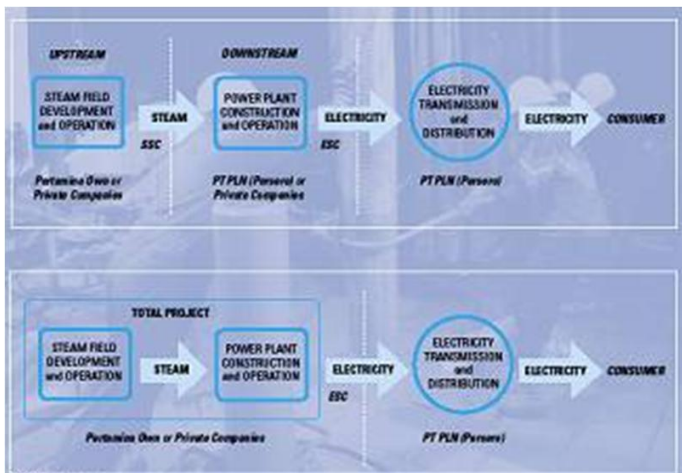 UPSTREAM
DOWNSTREAM
STEAM FIELD
DEVELOPMENT
and OPERATION
STEAM
SSC
POWER PLANT
CONSTRUCTION
and OPERATION
ELECTRICITY
ESC
ELECTRICITY
TRANSMISSION
and
DISTRIBUTION
ELECTRICITY
CONSUMER
Pertamina Own or
Private Companies
PT PLN (Persero) or
Private Companies
PT PLN (Persero)
TOTAL PROJECT
STEAM FIELD
DEVELOPMENT
and OPERATION
STEAM
POWER PLANT
CONSTRUCTION
and OPERATION
ELECTRICITY
ESC
ELECTRICITY
TRANSMISSION
and
DISTRIBUTION
ELECTRICITY
CONSUMER
Pertamina Own or Private Companies
PT PLN (Persero)